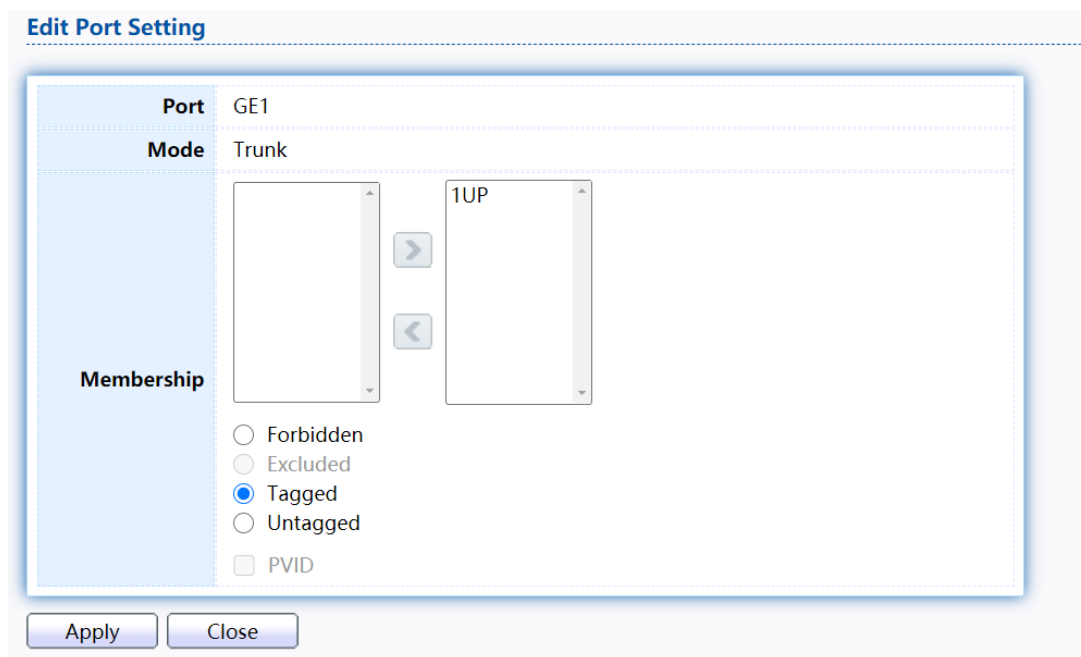 Edit Port Setting
Port GE1
Mode Trunk
Membership
1UP
Forbidden
Excluded
Tagged
Untagged
PVID
Apply Close